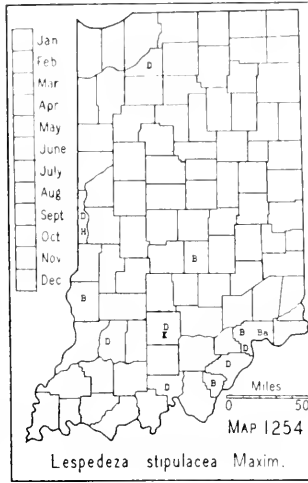 Jan
Feb
Mar
Apr
May
June
July
Aug
Sept
Oct
Nov
Dec
D
D
H
B
B
D
D
K
B
Ba
D
D
D
B
Miles
0 50
MAP 1254
Lespedeza stipulacea Maxim.